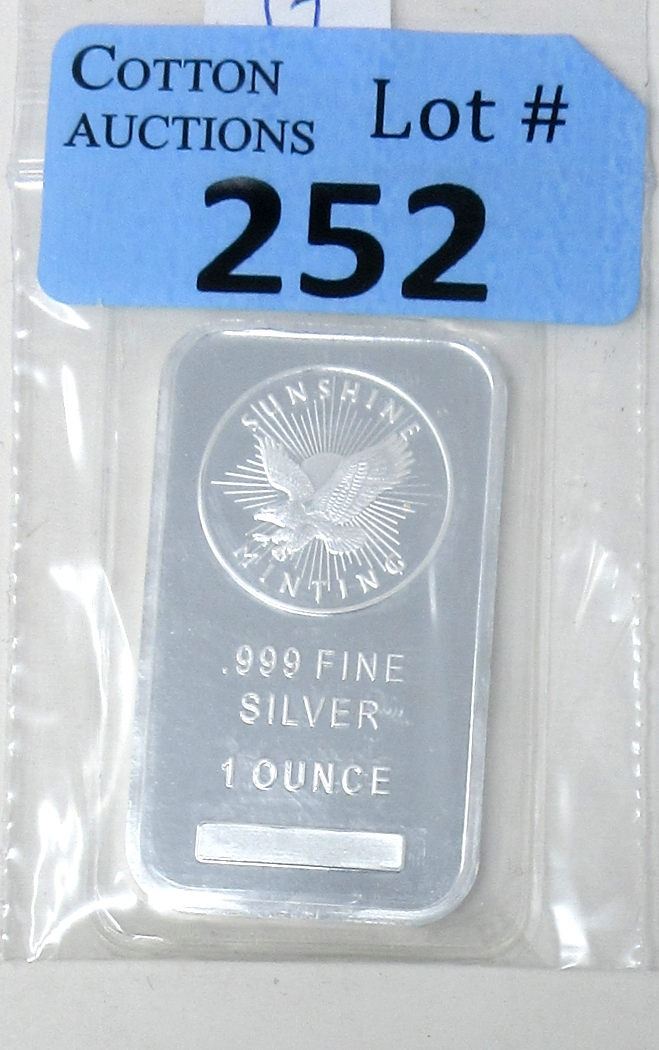 COTTON
AUCTIONS
Lot #
252
SUNSHINE
MINTING
.999 FINE
SILVER
1 OUNCE